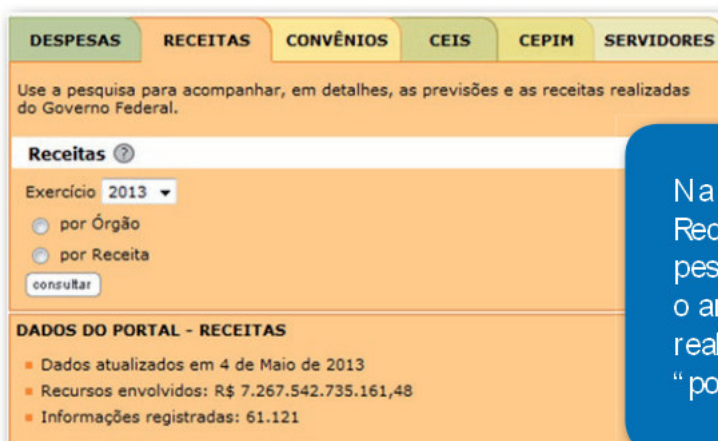 DESPESAS RECEITAS CONVÊNIOS CEIS CEPIM SERVIDORES
Use a pesquisa para acompanhar, em detalhes, as previsões e as receitas realizadas
do Governo Federal.
Receitas ?
Exercício 2013
por Órgão
por Receita
consultar
DADOS DO PORTAL - RECEITAS
Dados atualizados em 4 de Maio de 2013
Recursos envolvidos: R$ 7.267.542.735.161,48
Informações registradas: 61.121
Na
o